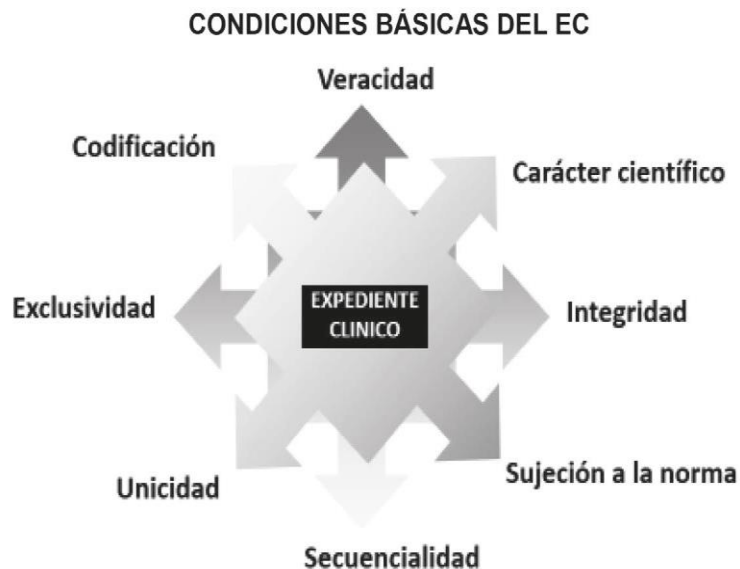 CONDICIONES BÁSICAS DEL EC
Veracidad
Codificación
Carácter científico
Exclusividad
EXPEDIENTE
CLINICO
Integridad
Unicidad
Sujeción a la norma
Secuencialidad